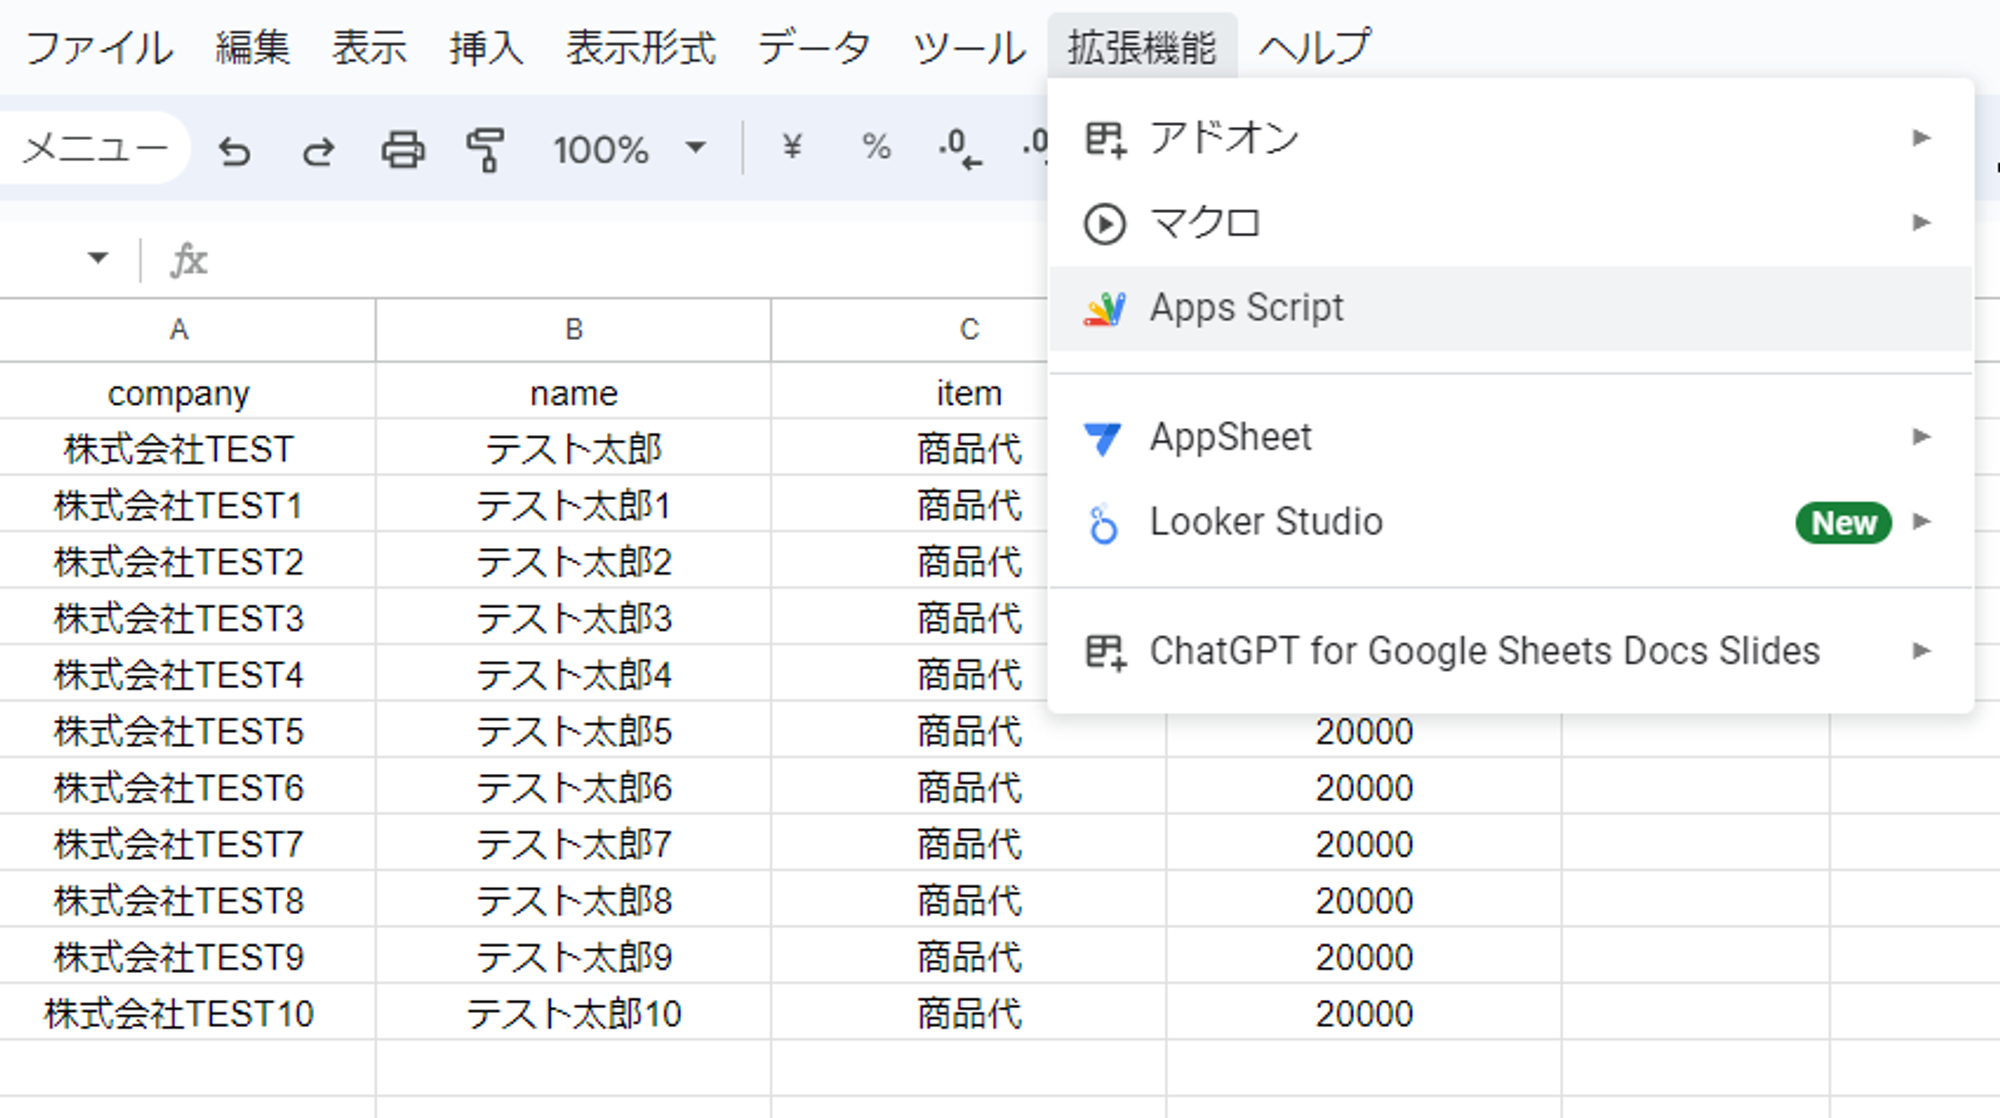 ファイル 編集 表示 挿入 表示形式 データ ツール 拡張機能 ヘルプ
メニュー 100% ¥ % .0 .0
fx
アドオン
マクロ
Apps Script
AppSheet
Looker Studio New
ChatGPT for Google Sheets Docs Slides
A B C
company name item
株式会社TEST テスト太郎 商品代
株式会社TEST1 テスト太郎1 商品代
株式会社TEST2 テスト太郎2 商品代
株式会社TEST3 テスト太郎3 商品代
株式会社TEST4 テスト太郎4 商品代
株式会社TEST5 テスト太郎5 商品代 20000
株式会社TEST6 テスト太郎6 商品代 20000
株式会社TEST7 テスト太郎7 商品代 20000
株式会社TEST8 テスト太郎8 商品代 20000
株式会社TEST9 テスト太郎9 商品代 20000
株式会社TEST10 テスト太郎10 商品代 20000